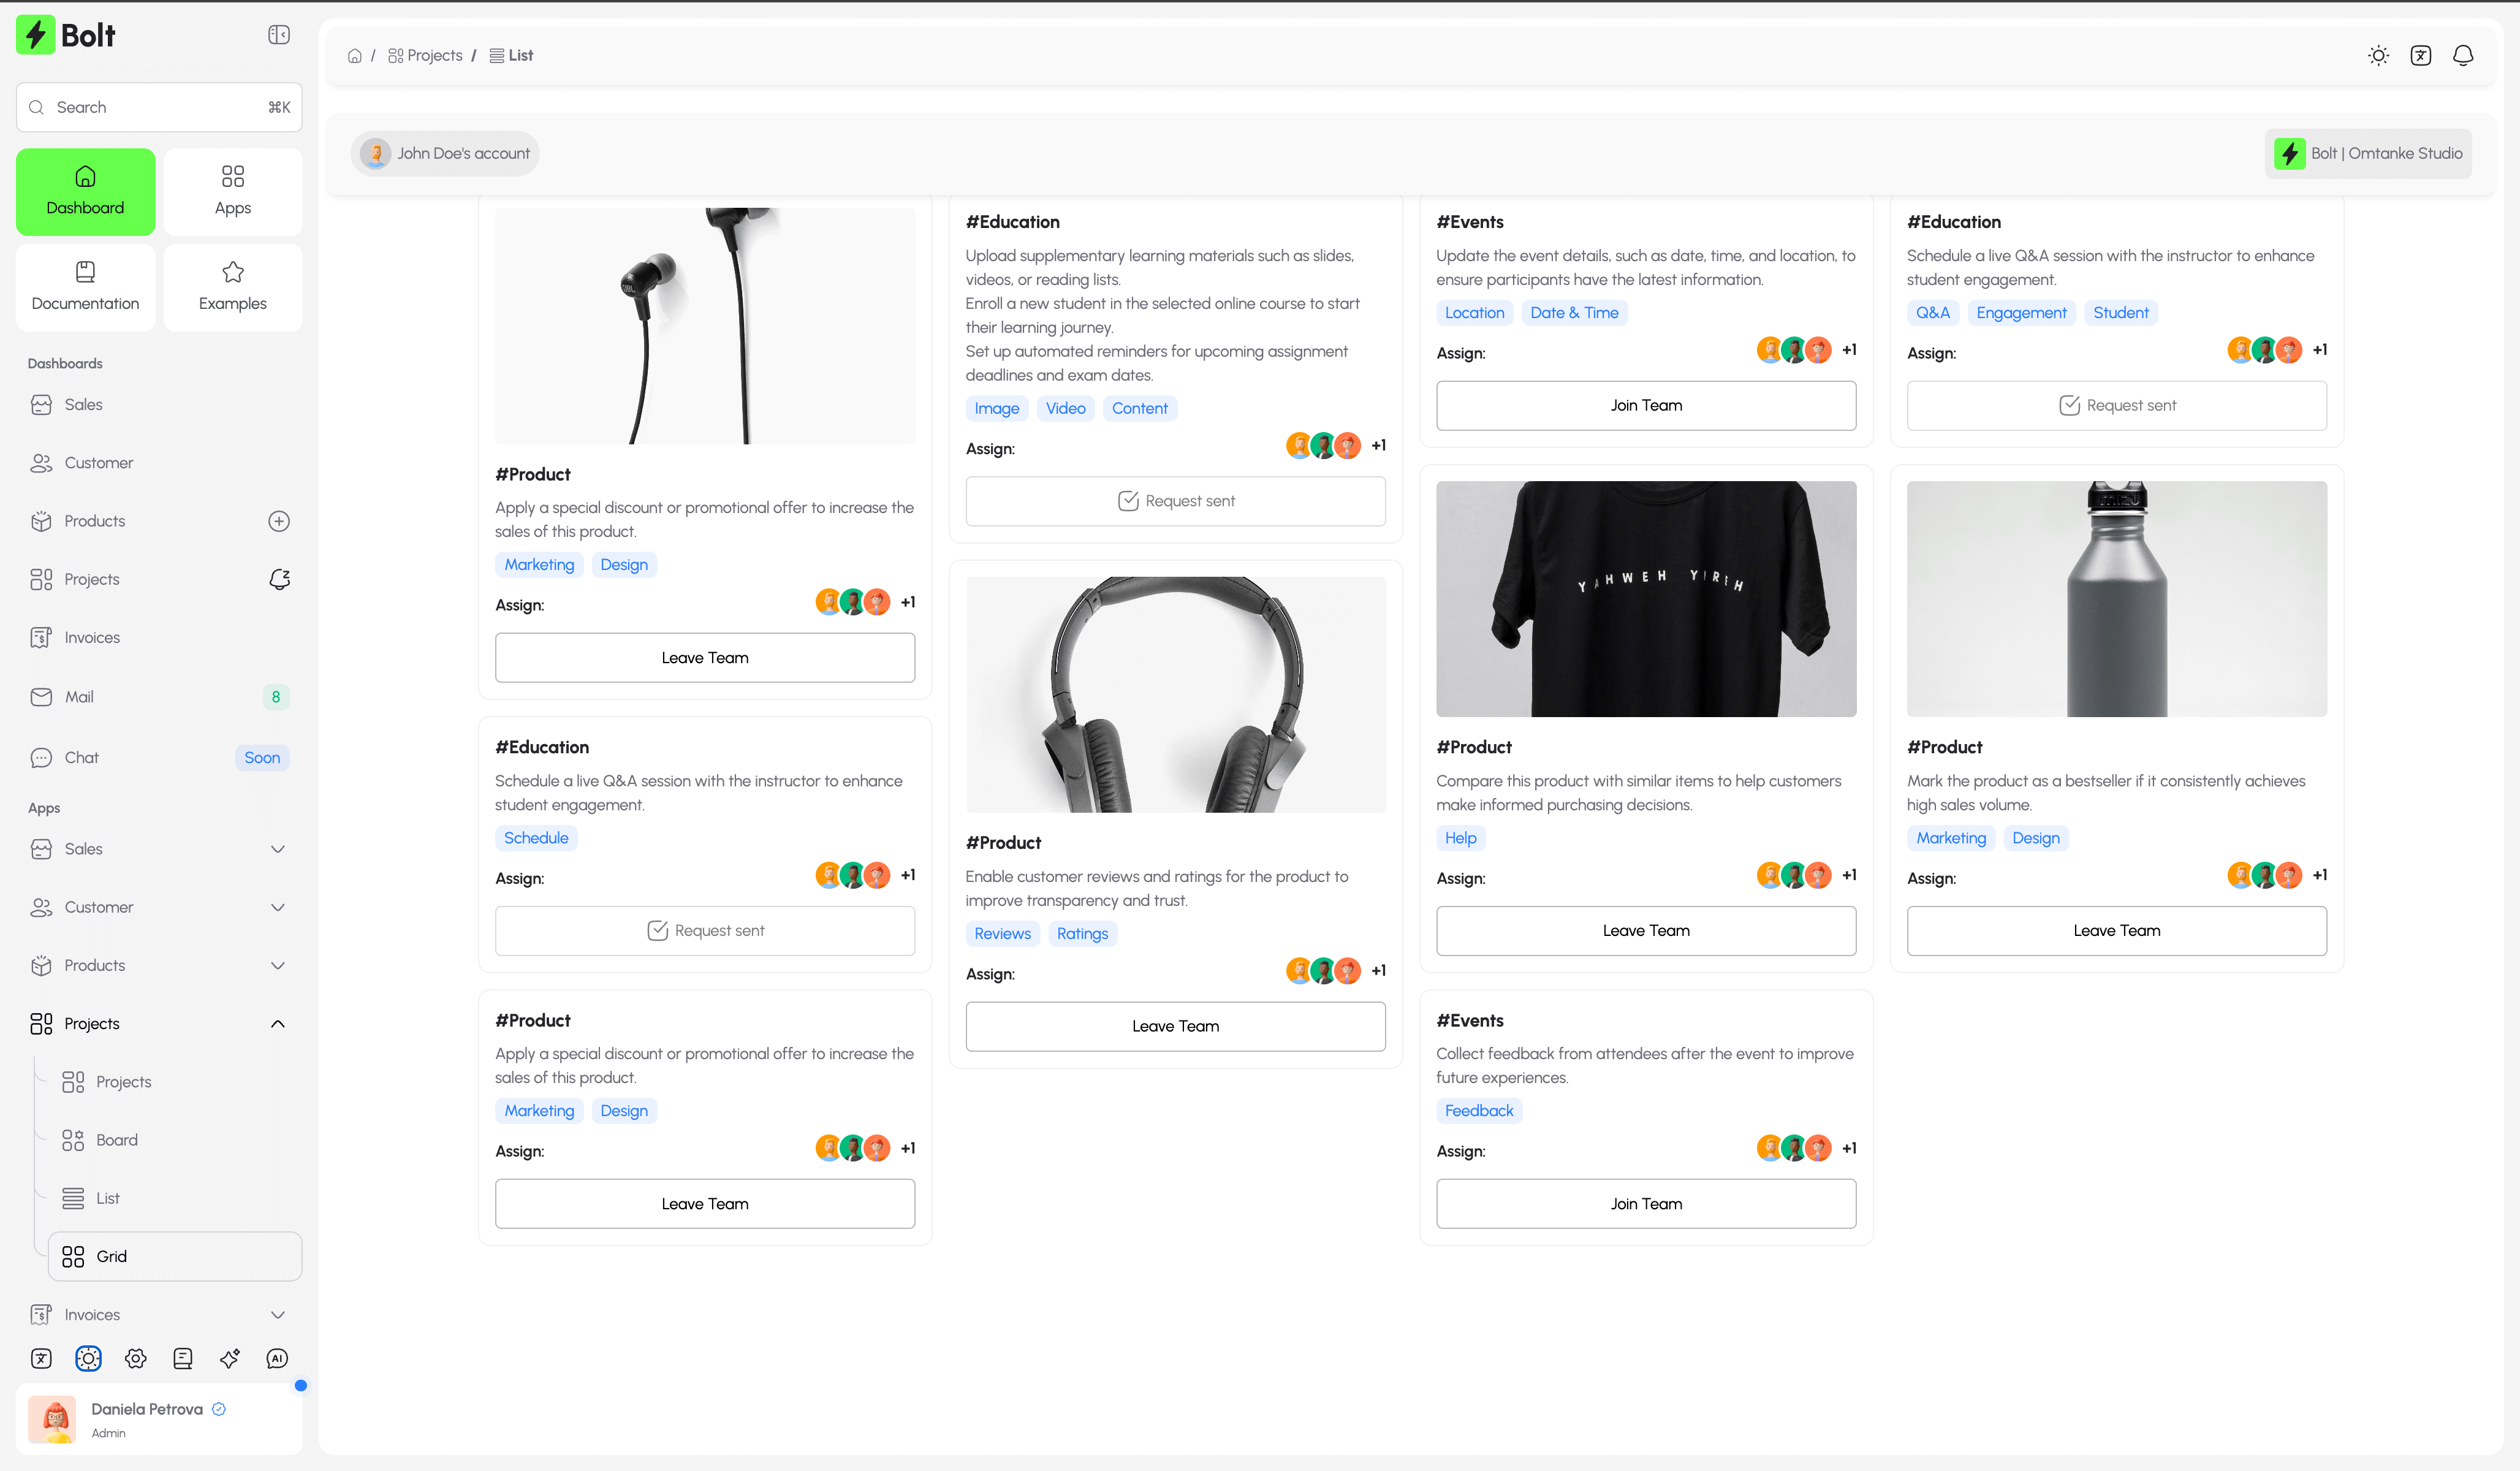 Bolt
Search
⌘K
Dashboard
Apps
Documentation
Examples
Dashboards
Sales
Customer
Products
Projects
Invoices
Mail
8
Chat
Soon
Apps
Sales
Customer
Products
Projects
Projects
Board
List
Grid
Invoices
AI
Daniela Petrova
Admin
/ Projects / List
John Doe's account
Bolt | Omtanke Studio
JBL
#Product
Apply a special discount or promotional offer to increase the
sales of this product.
Marketing Design
Assign:
+1
Leave Team
#Education
Schedule a live Q&A session with the instructor to enhance
student engagement.
Schedule
Assign:
+1
Request sent
#Product
Apply a special discount or promotional offer to increase the
sales of this product.
Marketing Design
Assign:
+1
Leave Team
#Education
Upload supplementary learning materials such as slides,
videos, or reading lists.
Enroll a new student in the selected online course to start
their learning journey.
Set up automated reminders for upcoming assignment
deadlines and exam dates.
Image Video Content
Assign:
+1
Request sent
#Product
Enable customer reviews and ratings for the product to
improve transparency and trust.
Reviews Ratings
Assign:
+1
Leave Team
#Events
Update the event details, such as date, time, and location, to
ensure participants have the latest information.
Location Date & Time
Assign:
+1
Join Team
YAHWEH YIREH
#Product
Compare this product with similar items to help customers
make informed purchasing decisions.
Help
Assign:
+1
Leave Team
#Events
Collect feedback from attendees after the event to improve
future experiences.
Feedback
Assign:
+1
Join Team
#Education
Schedule a live Q&A session with the instructor to enhance
student engagement.
Q&A Engagement Student
Assign:
+1
Request sent
#Product
Mark the product as a bestseller if it consistently achieves
high sales volume.
Marketing Design
Assign:
+1
Leave Team